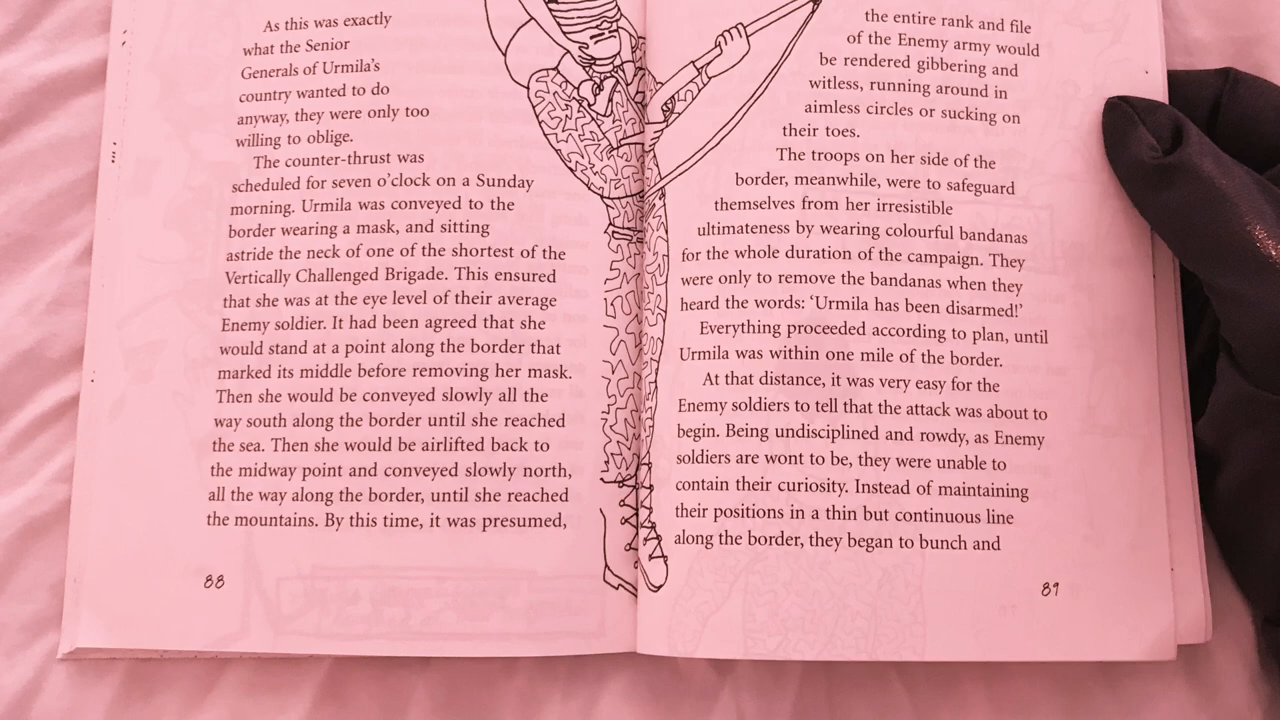 As this was exactly
what the Senior
Generals of Urmila's
country wanted to do
anyway, they were only too
willing to oblige.
The counter-thrust was
scheduled for seven o'clock on a Sunday
morning. Urmila was conveyed to the
border wearing a mask, and sitting
astride the neck of one of the shortest of the
Vertically Challenged Brigade. This ensured
that she was at the eye level of their average
Enemy soldier. It had been agreed that she
would stand at a point along the border that
marked its middle before removing her mask.
Then she would be conveyed slowly all the
way south along the border until she reached
the sea. Then she would be airlifted back to
the midway point and conveyed slowly north,
all the way along the border, until she reached
the mountains. By this time, it was presumed,
88
the entire rank and file
of the Enemy army would
be rendered gibbering and
witless, running around in
aimless circles or sucking on
their toes.
The troops on her side of the
border, meanwhile, were to safeguard
themselves from her irresistible
ultimateness by wearing colourful bandanas
for the whole duration of the campaign. They
were only to remove the bandanas when they
heard the words: 'Urmila has been disarmed!'
Everything proceeded according to plan, until
Urmila was within one mile of the border.
At that distance, it was very easy for the
Enemy soldiers to tell that the attack was about to
begin. Being undisciplined and rowdy, as Enemy
soldiers are wont to be, they were unable to
contain their curiosity. Instead of maintaining
their positions in a thin but continuous line
along the border, they began to bunch and
89